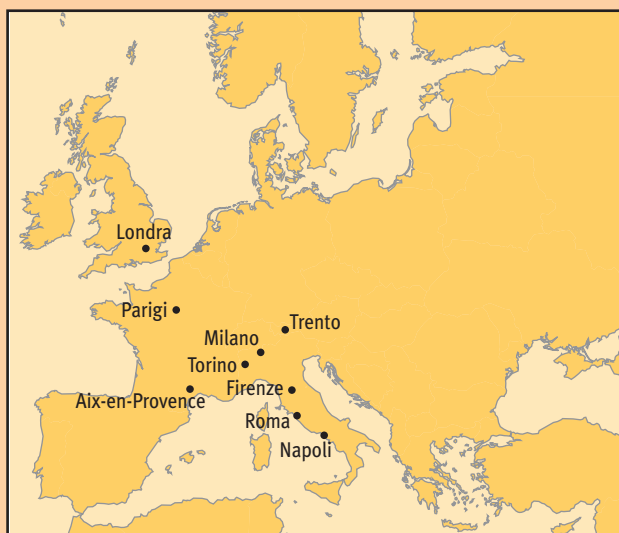 Londra
Parigi
Trento
Milano
Torino
Firenze
Aix-en-Provence
Roma
Napoli